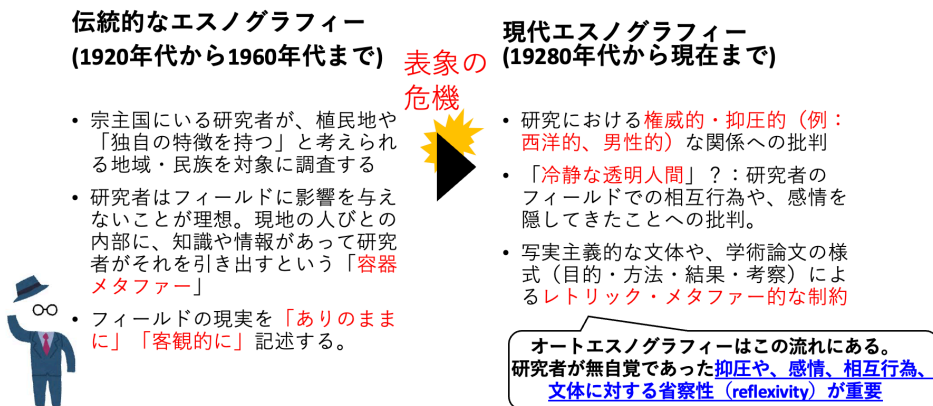 伝統的なエスノグラフィー
(1920年代から1960年代まで)
• 宗主国にいる研究者が、植民地や
「独自の特徴を持つ」と考えられ
る地域・民族を対象に調査する
• 研究者はフィールドに影響を与え
ないことが理想。現地の人びとの
内部に、知識や情報があって研究
者がそれを引き出すという「容器
メタファー」
• フィールドの現実を「ありのまま
に」「客観的に」記述する。
表象の
危機
現代エスノグラフィー
(19280年代から現在まで)
• 研究における権威的・抑圧的（例：
西洋的、男性的）な関係への批判
• 「冷静な透明人間」？：研究者の
フィールドでの相互行為や、感情を
隠してきたことへの批判。
• 写実主義的な文体や、学術論文の様
式（目的・方法・結果・考察）によ
るレトリック・メタファー的な制約
オートエスノグラフィーはこの流れにある。
研究者が無自覚であった抑圧や、感情、相互行為、
文体に対する省察性（reflexivity）が重要